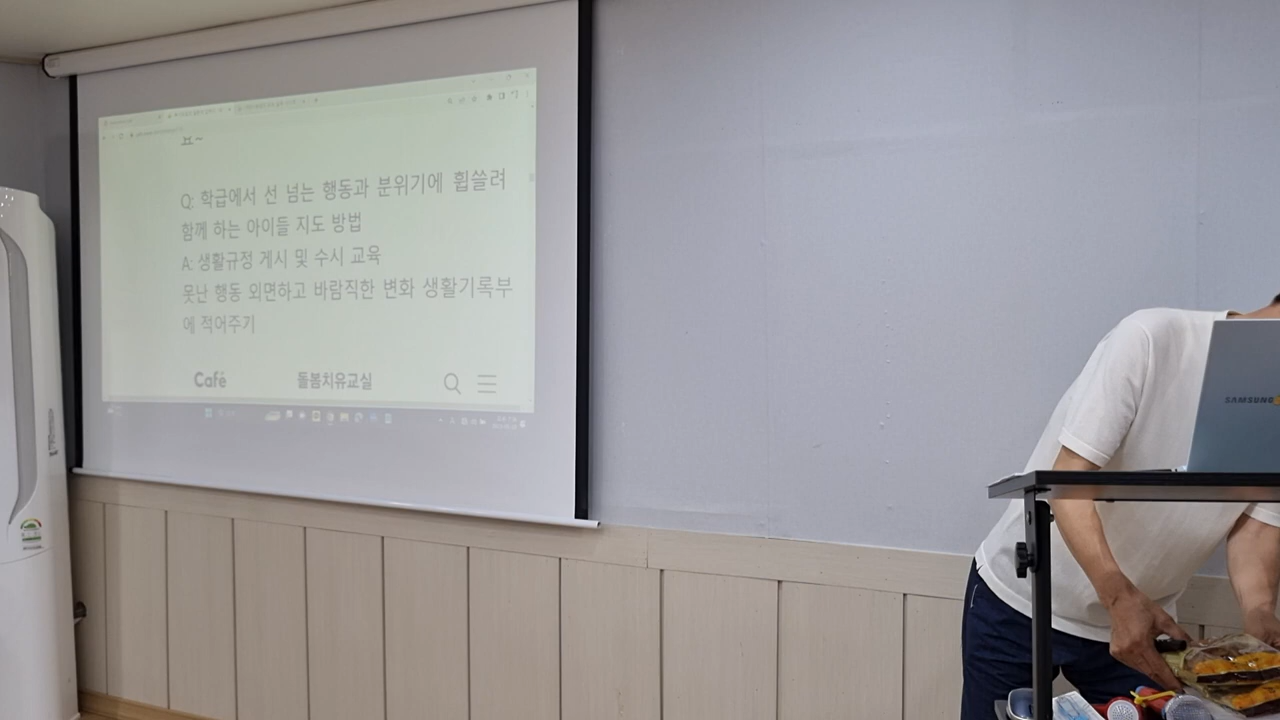 Q: 학급에서 선 넘는 행동과 분위기에 휩쓸려
함께 하는 아이들 지도 방법
A: 생활규정 게시 및 수시 교육
못난 행동 외면하고 바람직한 변화 생활기록부
에 적어주기
Café 돌봄치유교실
SAMSUNG